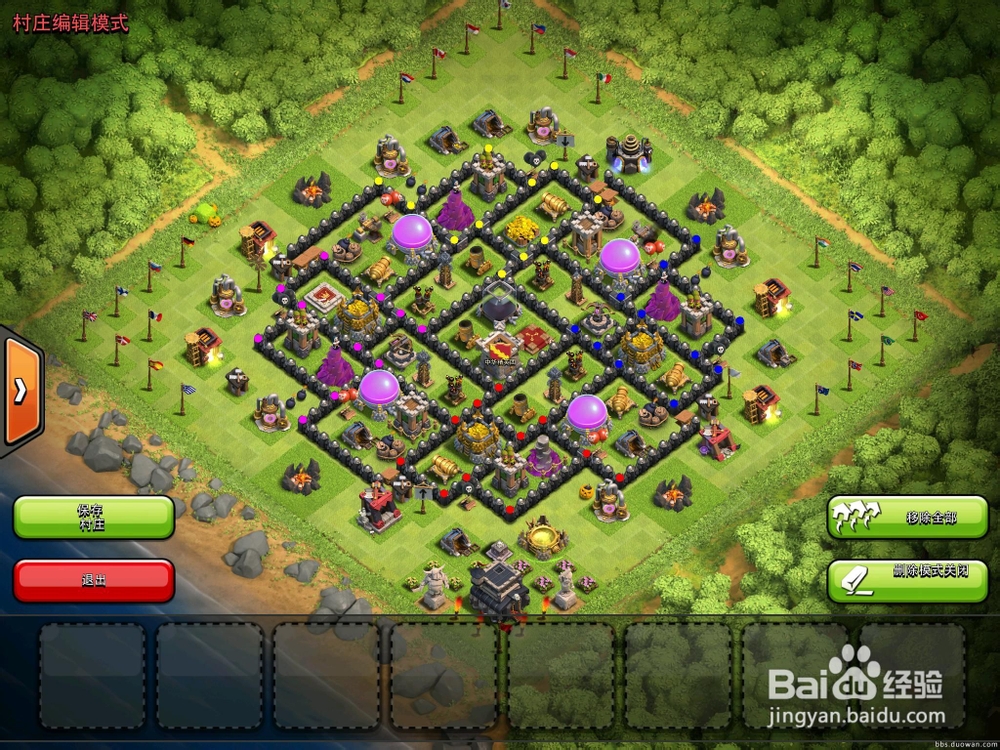 村庄编辑模式
保存
村庄
退出
移除全部
删除模式关闭
Baidu 经验
jingyan.baidu.com
bbs.duowan.com